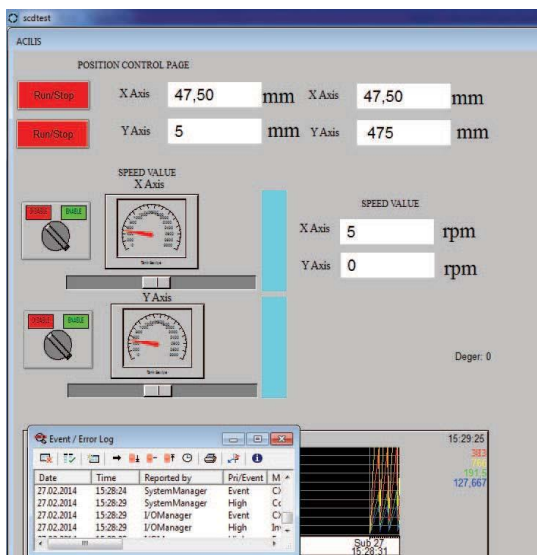 scdtest
ACILIS
POSITION CONTROL PAGE
Run/Stop X Axis 47,50 mm X Axis 47,50 mm
Run/Stop Y Axis 5 mm Y Axis 475 mm
SPEED VALUE
X Axis
SPEED VALUE
ENABLE
X Axis 5 rpm
Y Axis 0 rpm
Y Axis
ENABLE
Deger: 0
Event / Error Log
15:29:25
383
191,5
127,667
Date Time Reported by Pri/Event M
27.02.2014 15:28:24 SystemManager Event
27.02.2014 15:28:29 SystemManager High
27.02.2014 15:28:29 I/OManager Event
27.02.2014 15:28:29 I/OManager High
Sub 27
15:28:31